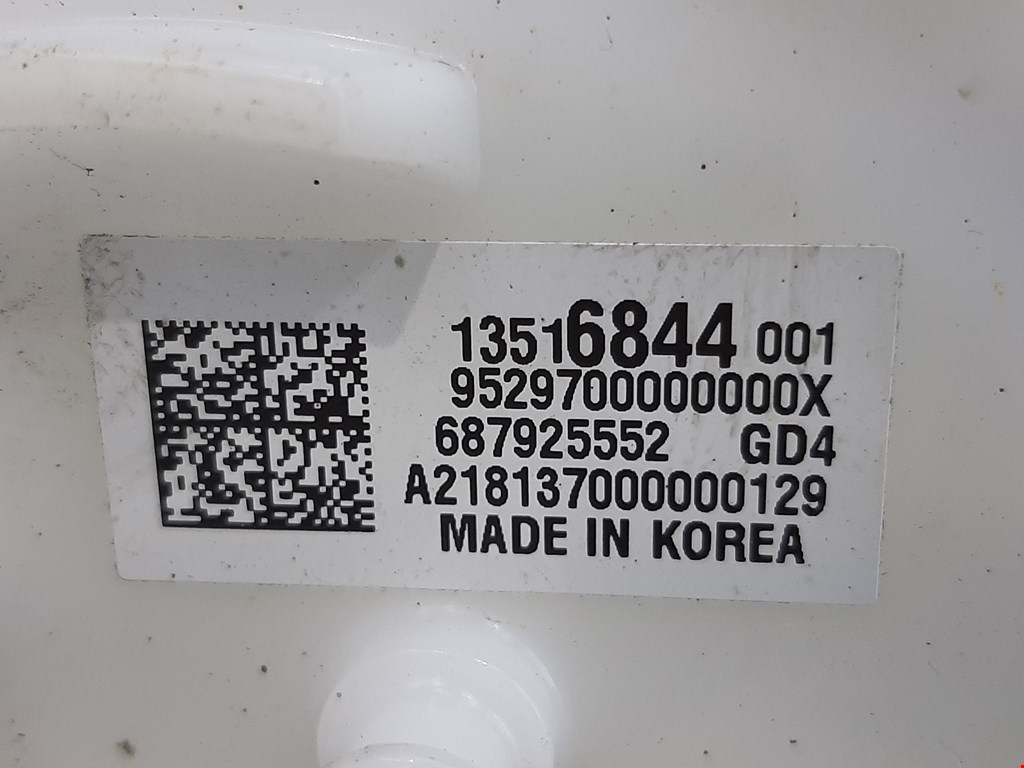 13516844 001
9529700000000X
687925552 GD4
A218137000000129
MADE IN KOREA